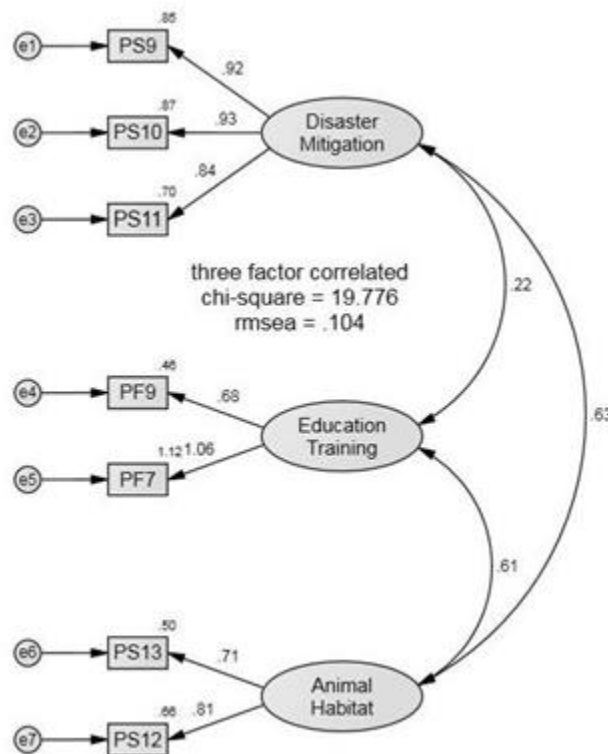 .85
e1 PS9
.92
.87
e2 PS10 .93 Disaster
Mitigation
.84
.70
e3 PS11
three factor correlated
chi-square = 19.776
rmsea = .104
.22
.63
.46
e4 PF9 .68
Education
Training
1.12 1.06
e5 PF7
.61
.50
e6 PS13 .71
Animal
Habitat
.66 .81
e7 PS12